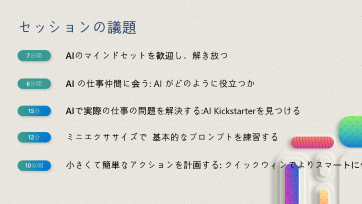 セッションの議題
7分間
AIのマインドセットを歓迎し、解き放つ
6分間
AI の仕事仲間に会う: AI がどのように役立つか
15分
AIで実際の仕事の問題を解決する:AI Kickstarterを見つける
12分
ミニエクササイズで 基本的なプロンプトを練習する
10分間
小さくて簡単なアクションを計画する: クイックウィンでよりスマートに